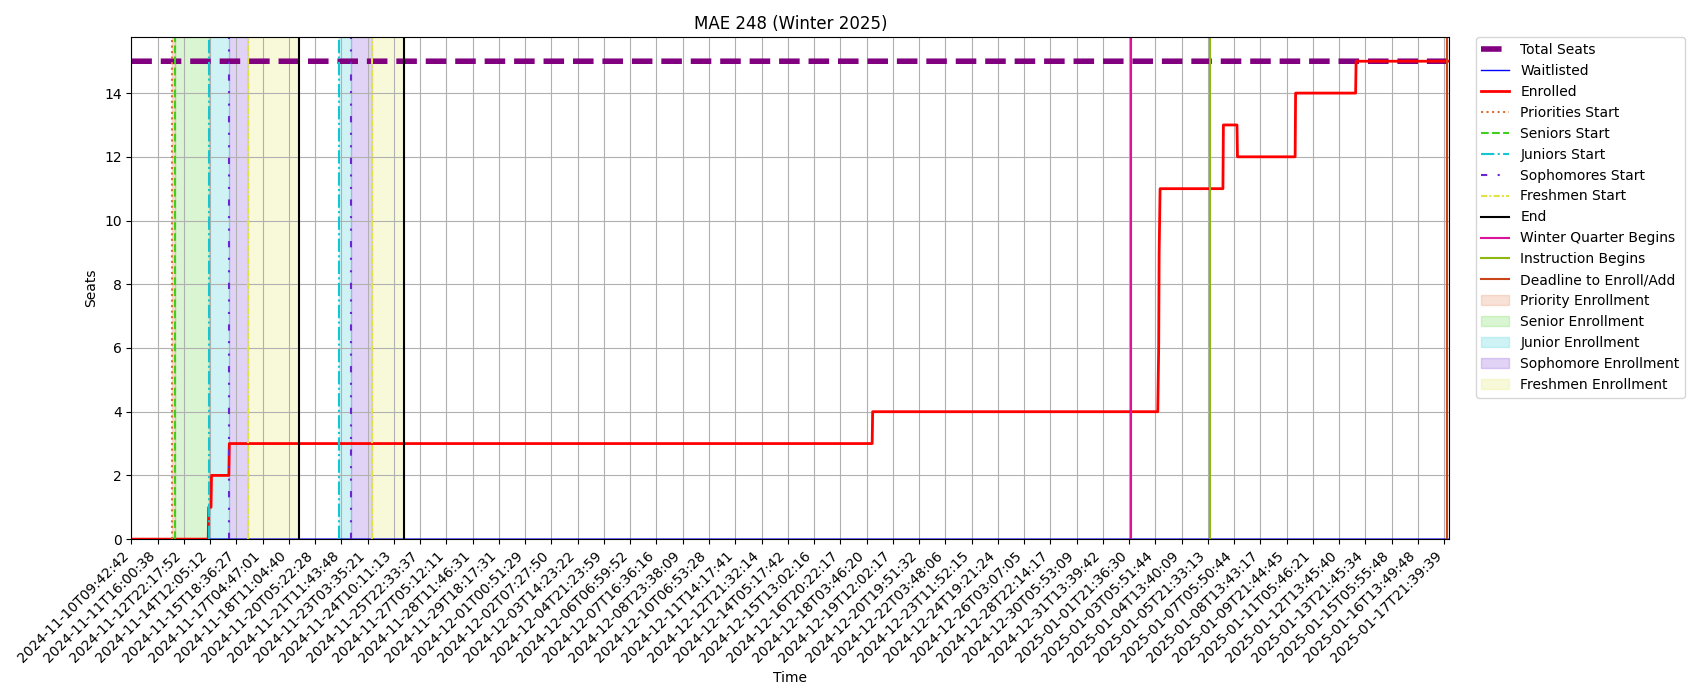 MAE 248 (Winter 2025)
Seats
14
12
10
8
6
4
2
0
2024-11-10T09:42:42
2024-11-11T16:00:38
2024-11-12T22:17:52
2024-11-14T12:05:12
2024-11-15T18:36:27
2024-11-17T04:47:01
2024-11-18T11:04:40
2024-11-20T05:22:28
2024-11-21T11:43:48
2024-11-23T03:35:21
2024-11-24T10:11:13
2024-11-25T22:33:37
2024-11-27T05:12:11
2024-11-28T11:46:31
2024-11-29T18:17:31
2024-12-01T00:51:29
2024-12-02T07:27:50
2024-12-03T14:23:22
2024-12-04T21:23:59
2024-12-06T06:59:52
2024-12-07T16:36:16
2024-12-08T23:38:09
2024-12-10T06:53:28
2024-12-11T14:17:41
2024-12-12T21:32:14
2024-12-14T05:17:42
2024-12-15T13:02:16
2024-12-16T20:22:17
2024-12-18T03:46:20
2024-12-19T12:02:17
2024-12-20T19:51:32
2024-12-22T03:48:06
2024-12-23T11:52:15
2024-12-24T19:21:24
2024-12-26T03:07:05
2024-12-28T22:14:17
2024-12-30T05:53:09
2024-12-31T13:39:42
2025-01-01T21:36:30
2025-01-03T05:51:44
2025-01-04T13:40:09
2025-01-05T21:33:13
2025-01-07T05:50:44
2025-01-08T13:43:17
2025-01-09T21:44:45
2025-01-11T05:46:21
2025-01-12T13:45:40
2025-01-13T21:45:34
2025-01-15T05:55:48
2025-01-16T13:49:48
2025-01-17T21:39:39
Time
Total Seats
Waitlisted
Enrolled
Priorities Start
Seniors Start
Juniors Start
Sophomores Start
Freshmen Start
End
Winter Quarter Begins
Instruction Begins
Deadline to Enroll/Add
Priority Enrollment
Senior Enrollment
Junior Enrollment
Sophomore Enrollment
Freshmen Enrollment